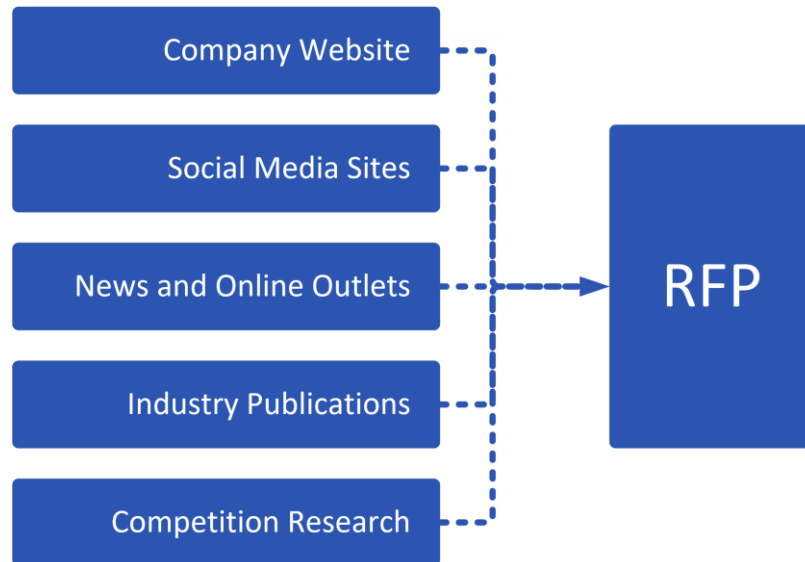 Company Website
Social Media Sites
News and Online Outlets
Industry Publications
Competition Research
RFP